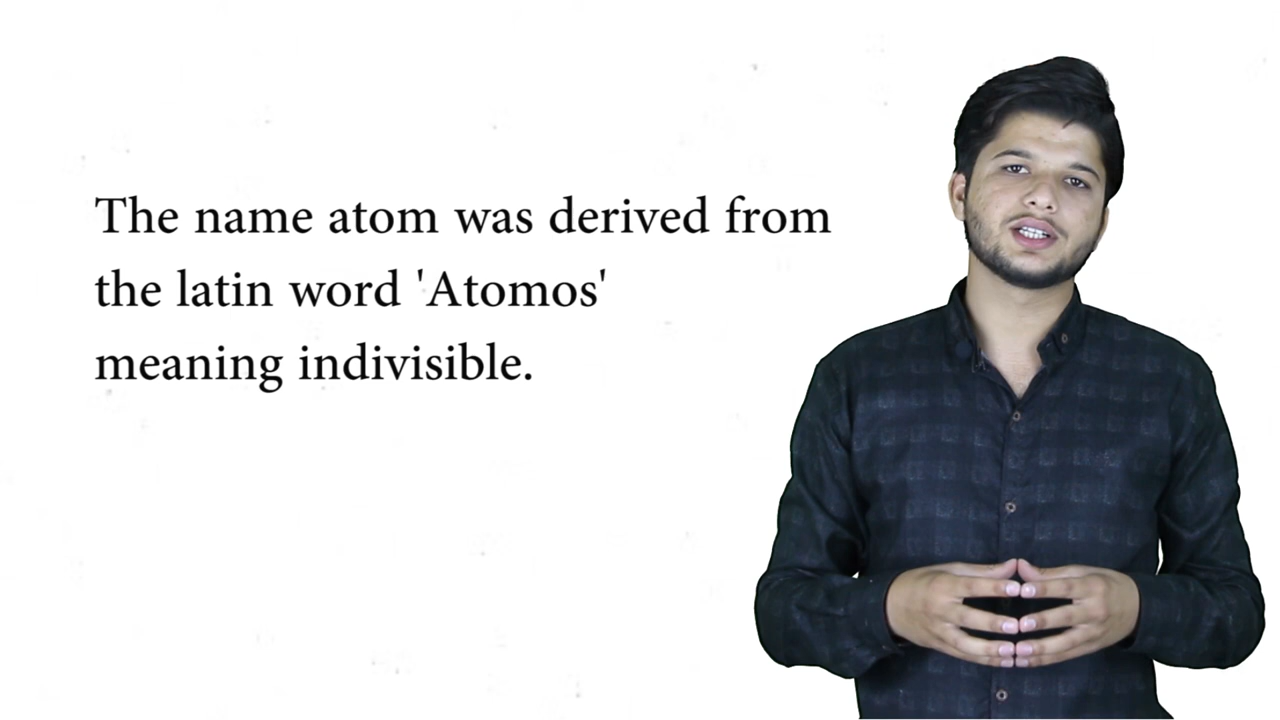 The name atom was derived from
the latin word 'Atomos'
meaning indivisible.